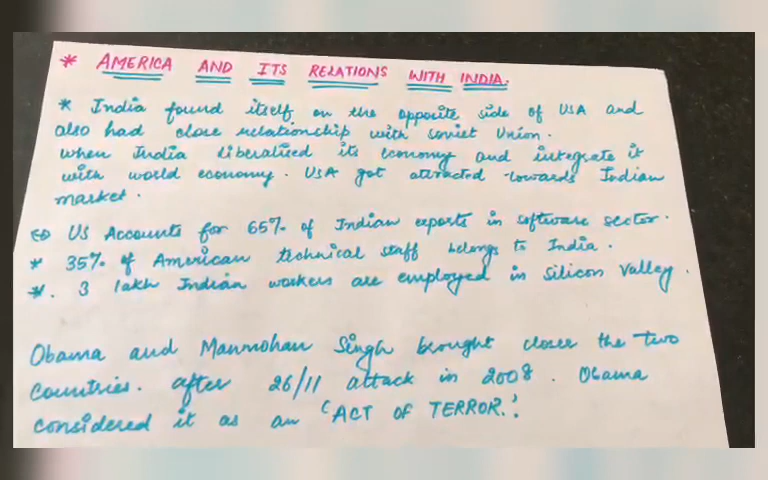 * AMERICA AND ITS RELATIONS WITH INDIA.
* India found itself on the opposite side of USA and
also had close relationship with Soviet Union.
when India liberalised its economy and integrate it
with world economy. USA got attracted towards Indian
market.
⇔ US Accounts for 65% of Indian exports in software sector.
* 35% of American technical staff belongs to India.
*. 3 lakh Indian workers are employed in silicon valley.
Obama and Manmohan Singh brought closer the two
Countries. after 26/11 attack in 2008. Obama
considered it as an 'ACT OF TERROR.'